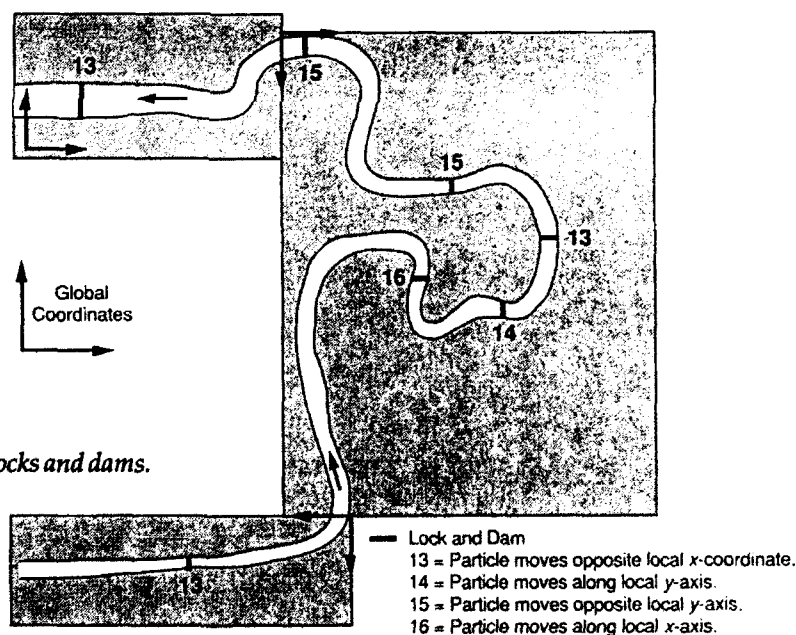 13
15
15
13
16
14
Global
Coordinates
ocks and dams.
13
Lock and Dam
13 = Particle moves opposite local x-coordinate.
14 = Particle moves along local y-axis.
15 = Particle moves opposite local y-axis.
16 = Particle moves along local x-axis.